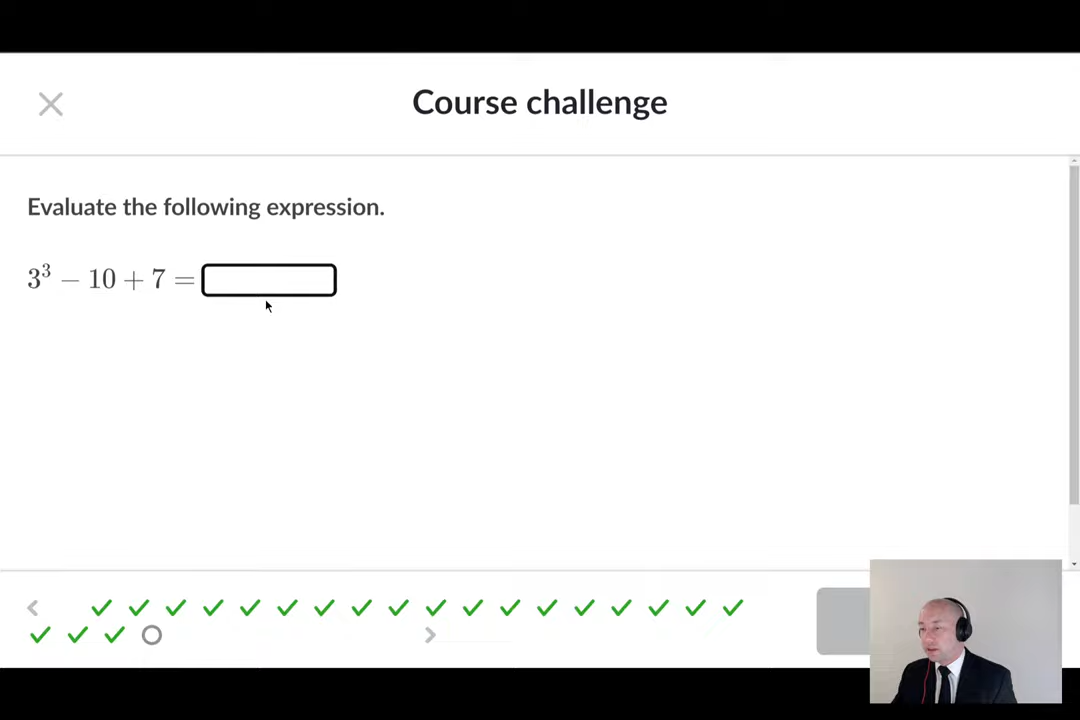 Course challenge
Evaluate the following expression.
3³ − 10 + 7 =